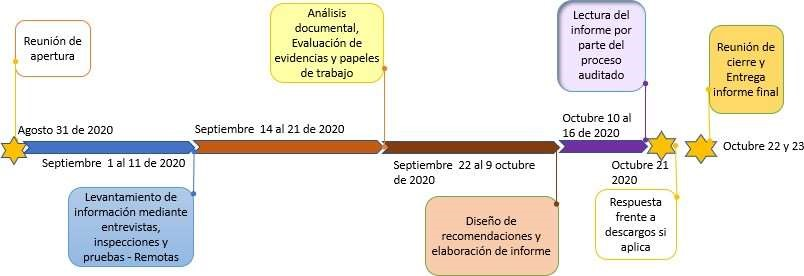 Reunión de
apertura
Análisis
documental,
Evaluación de
evidencias y papeles
de trabajo
Lectura del
informe por
parte del
proceso
auditado
Reunión de
cierre y
Entrega
informe final
Agosto 31 de 2020
Septiembre 14 al 21 de 2020
Octubre 10 al
16 de 2020
Octubre 22 y 23
Septiembre 1 al 11 de 2020
Septiembre 22 al 9 octubre
de 2020
Octubre 21
2020
Levantamiento de
información mediante
entrevistas,
inspecciones y
pruebas - Remotas
Diseño de
recomendaciones y
elaboración de informe
Respuesta
frente a
descargos si
aplica